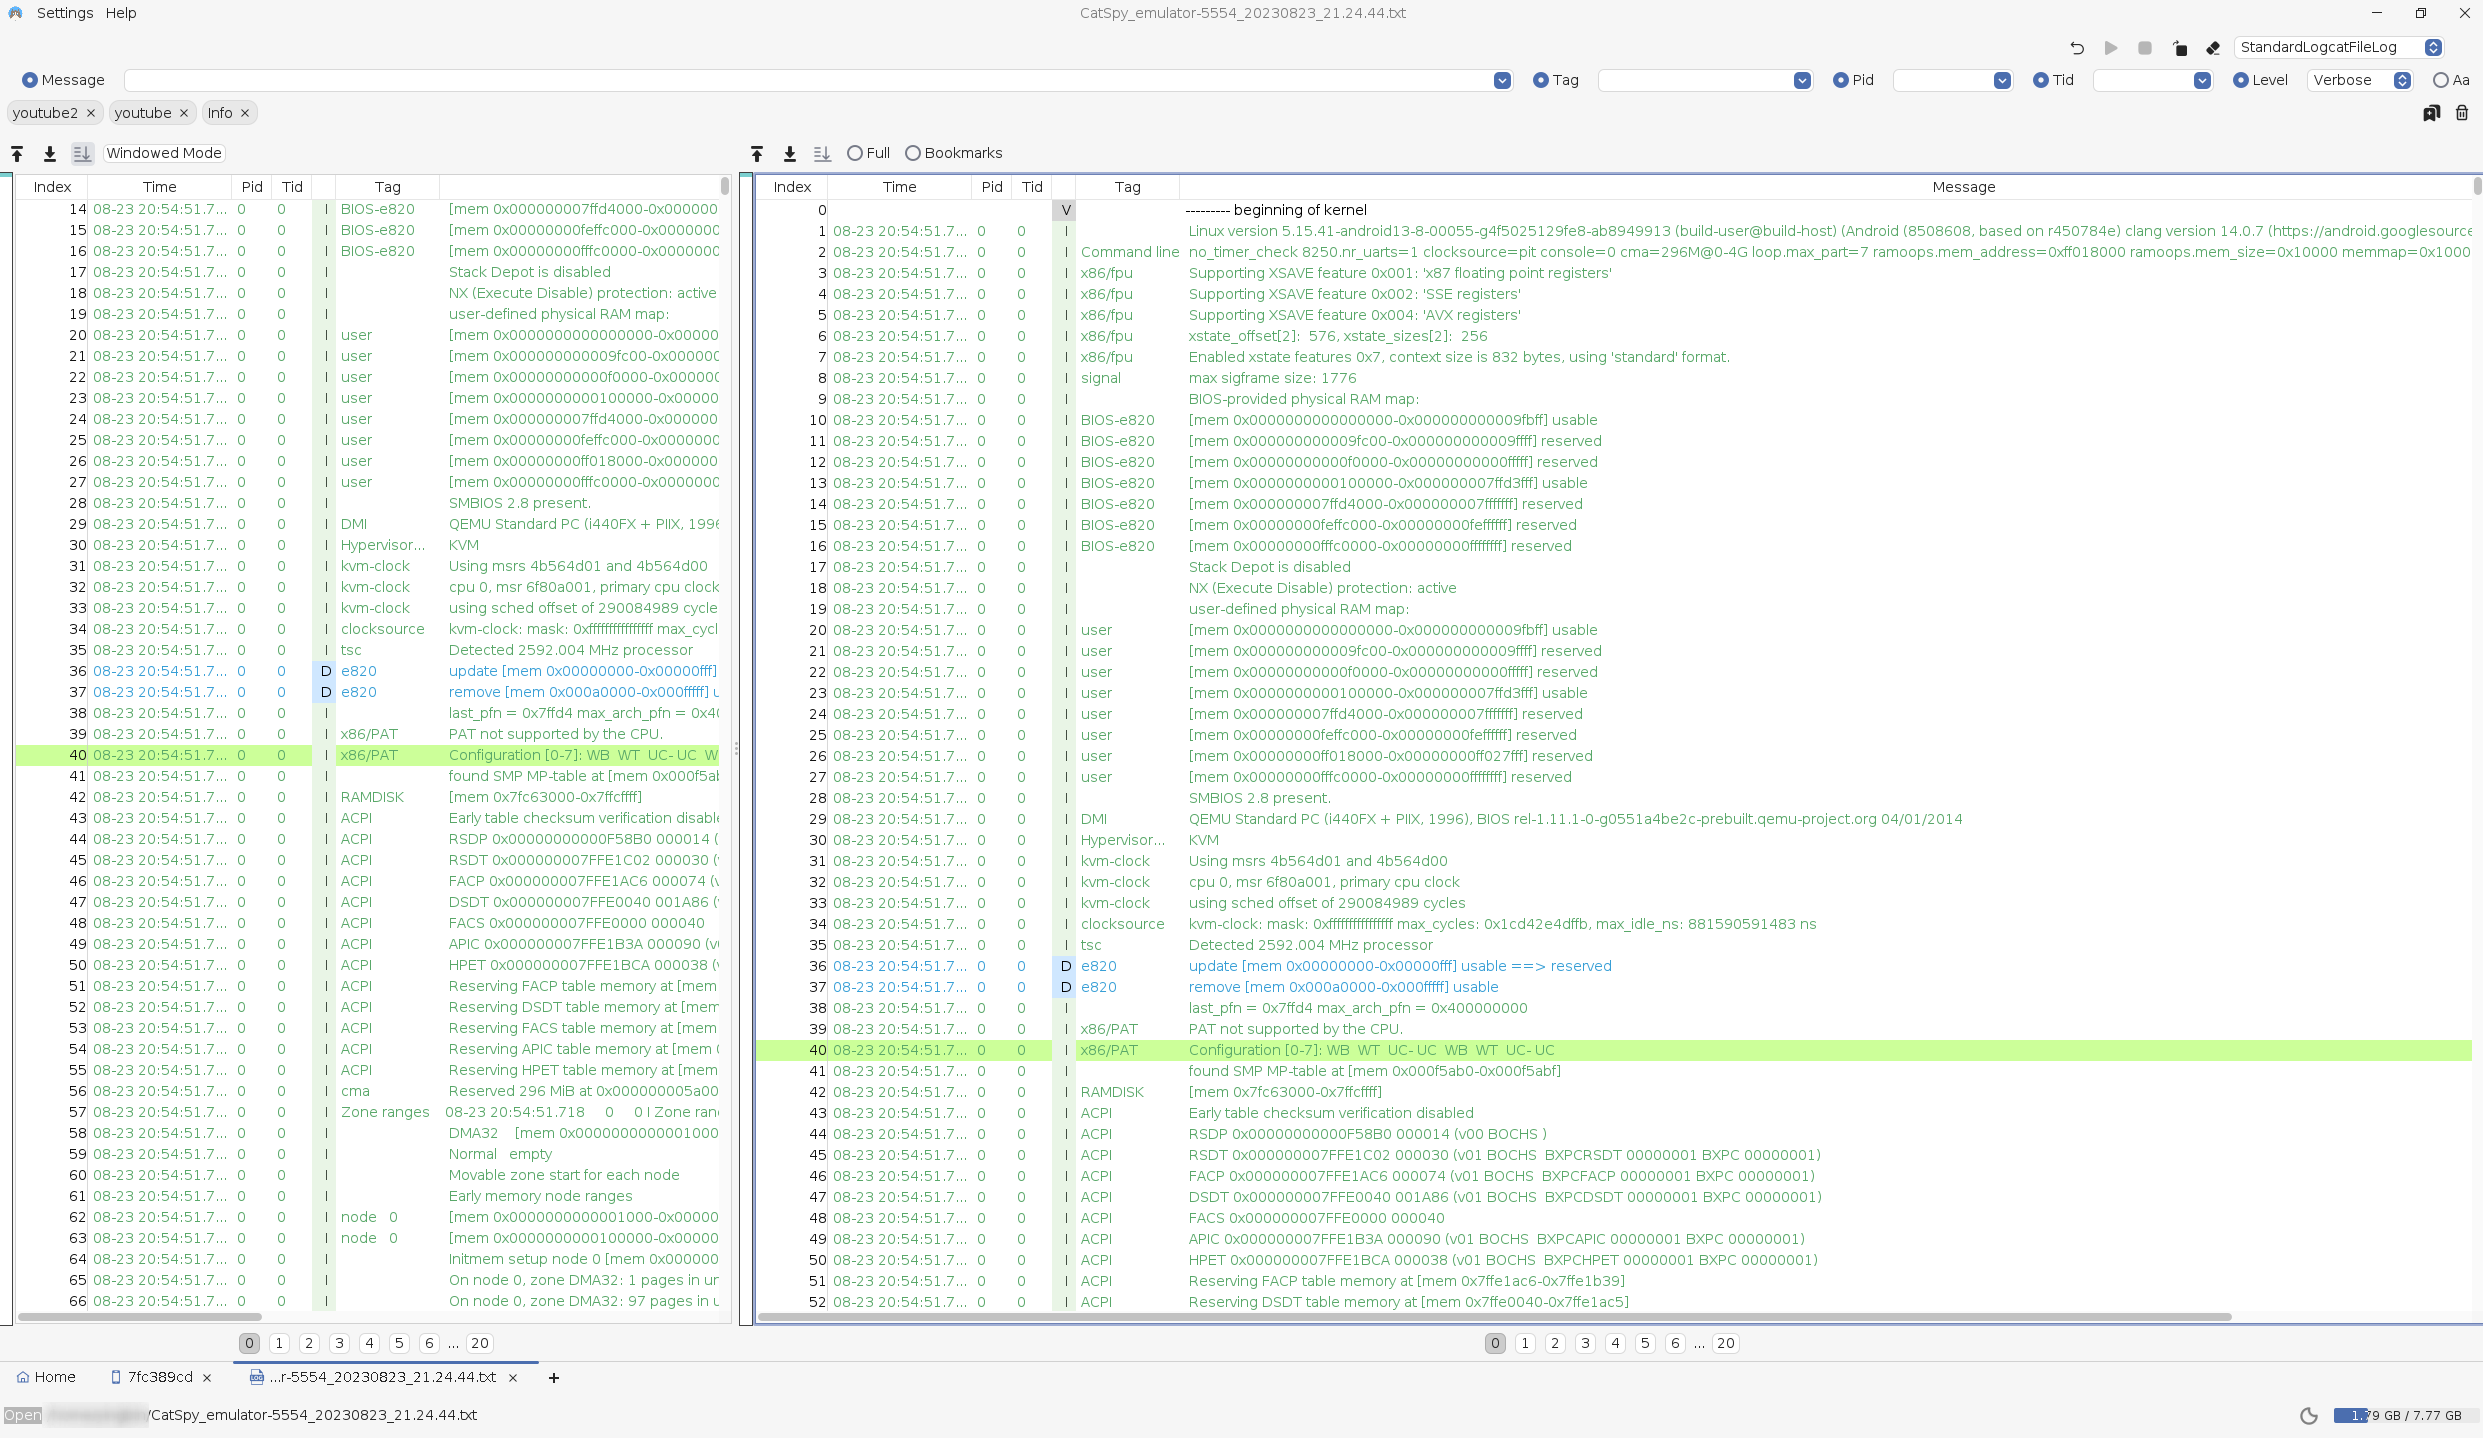 Settings Help CatSpy_emulator-5554_20230823_21.24.44.txt
StandardLogcatFileLog
Message Tag Pid Tid Level Verbose Aa
youtube2 youtube Info
Windowed Mode
Index Time Pid Tid Tag
14 08-23 20:54:51.7... 0 0 I BIOS-e820 [mem 0x000000007ffd4000-0x000000
15 08-23 20:54:51.7... 0 0 I BIOS-e820 [mem 0x00000000feffc000-0x0000000
16 08-23 20:54:51.7... 0 0 I BIOS-e820 [mem 0x00000000fffc0000-0x0000000
17 08-23 20:54:51.7... 0 0 I Stack Depot is disabled
18 08-23 20:54:51.7... 0 0 I NX (Execute Disable) protection: active
19 08-23 20:54:51.7... 0 0 I user-defined physical RAM map:
20 08-23 20:54:51.7... 0 0 I user [mem 0x0000000000000000-0x00000
21 08-23 20:54:51.7... 0 0 I user [mem 0x000000000009fc00-0x000000
22 08-23 20:54:51.7... 0 0 I user [mem 0x00000000000f0000-0x000000
23 08-23 20:54:51.7... 0 0 I user [mem 0x0000000000100000-0x00000
24 08-23 20:54:51.7... 0 0 I user [mem 0x000000007ffd4000-0x000000
25 08-23 20:54:51.7... 0 0 I user [mem 0x00000000feffc000-0x0000000
26 08-23 20:54:51.7... 0 0 I user [mem 0x00000000ff018000-0x000000
27 08-23 20:54:51.7... 0 0 I user [mem 0x00000000fffc0000-0x0000000
28 08-23 20:54:51.7... 0 0 I SMBIOS 2.8 present.
29 08-23 20:54:51.7... 0 0 I DMI QEMU Standard PC (i440FX + PIIX, 1996
30 08-23 20:54:51.7... 0 0 I Hypervisor... KVM
31 08-23 20:54:51.7... 0 0 I kvm-clock Using msrs 4b564d01 and 4b564d00
32 08-23 20:54:51.7... 0 0 I kvm-clock cpu 0, msr 6f80a001, primary cpu clock
33 08-23 20:54:51.7... 0 0 I kvm-clock using sched offset of 290084989 cycle
34 08-23 20:54:51.7... 0 0 I clocksource kvm-clock: mask: 0xffffffffffffffff max_cycl
35 08-23 20:54:51.7... 0 0 I tsc Detected 2592.004 MHz processor
36 08-23 20:54:51.7... 0 0 D e820 update [mem 0x00000000-0x00000fff]
37 08-23 20:54:51.7... 0 0 D e820 remove [mem 0x000a0000-0x000fffff] u
38 08-23 20:54:51.7... 0 0 I last_pfn = 0x7ffd4 max_arch_pfn = 0x40
39 08-23 20:54:51.7... 0 0 I x86/PAT PAT not supported by the CPU.
40 08-23 20:54:51.7... 0 0 I x86/PAT Configuration [0-7]: WB WT UC- UC W
41 08-23 20:54:51.7... 0 0 I found SMP MP-table at [mem 0x000f5ab
42 08-23 20:54:51.7... 0 0 I RAMDISK [mem 0x7fc63000-0x7ffcffff]
43 08-23 20:54:51.7... 0 0 I ACPI Early table checksum verification disable
44 08-23 20:54:51.7... 0 0 I ACPI RSDP 0x00000000000F58B0 000014 (
45 08-23 20:54:51.7... 0 0 I ACPI RSDT 0x000000007FFE1C02 000030 (v
46 08-23 20:54:51.7... 0 0 I ACPI FACP 0x000000007FFE1AC6 000074 (v
47 08-23 20:54:51.7... 0 0 I ACPI DSDT 0x000000007FFE0040 001A86 (v
48 08-23 20:54:51.7... 0 0 I ACPI FACS 0x000000007FFE0000 000040
49 08-23 20:54:51.7... 0 0 I ACPI APIC 0x000000007FFE1B3A 000090 (v
50 08-23 20:54:51.7... 0 0 I ACPI HPET 0x000000007FFE1BCA 000038 (v
51 08-23 20:54:51.7... 0 0 I ACPI Reserving FACP table memory at [mem
52 08-23 20:54:51.7... 0 0 I ACPI Reserving DSDT table memory at [mem
53 08-23 20:54:51.7... 0 0 I ACPI Reserving FACS table memory at [mem
54 08-23 20:54:51.7... 0 0 I ACPI Reserving APIC table memory at [mem
55 08-23 20:54:51.7... 0 0 I ACPI Reserving HPET table memory at [mem
56 08-23 20:54:51.7... 0 0 I cma Reserved 296 MiB at 0x000000005a00
57 08-23 20:54:51.7... 0 0 I Zone ranges 08-23 20:54:51.718 0 0 I Zone ran
58 08-23 20:54:51.7... 0 0 I DMA32 [mem 0x0000000000001000
59 08-23 20:54:51.7... 0 0 I Normal empty
60 08-23 20:54:51.7... 0 0 I Movable zone start for each node
61 08-23 20:54:51.7... 0 0 I Early memory node ranges
62 08-23 20:54:51.7... 0 0 I node 0 [mem 0x0000000000001000-0x00000
63 08-23 20:54:51.7... 0 0 I node 0 [mem 0x0000000000100000-0x00000
64 08-23 20:54:51.7... 0 0 I Initmem setup node 0 [mem 0x000000
65 08-23 20:54:51.7... 0 0 I On node 0, zone DMA32: 1 pages in un
66 08-23 20:54:51.7... 0 0 I On node 0, zone DMA32: 97 pages in u
0 1 2 3 4 5 6 ... 20
Full Bookmarks
Index Time Pid Tid Tag Message
0 V --------- beginning of kernel
1 08-23 20:54:51.7... 0 0 I Linux version 5.15.41-android13-8-00055-g4f5025129fe8-ab8949913 (build-user@build-host) (Android (8508608, based on r450784e) clang version 14.0.7 (https://android.googlesource
2 08-23 20:54:51.7... 0 0 I Command line no_timer_check 8250.nr_uarts=1 clocksource=pit console=0 cma=296M@0-4G loop.max_part=7 ramoops.mem_address=0xff018000 ramoops.mem_size=0x10000 memmap=0x1000
3 08-23 20:54:51.7... 0 0 I x86/fpu Supporting XSAVE feature 0x001: 'x87 floating point registers'
4 08-23 20:54:51.7... 0 0 I x86/fpu Supporting XSAVE feature 0x002: 'SSE registers'
5 08-23 20:54:51.7... 0 0 I x86/fpu Supporting XSAVE feature 0x004: 'AVX registers'
6 08-23 20:54:51.7... 0 0 I x86/fpu xstate_offset[2]: 576, xstate_sizes[2]: 256
7 08-23 20:54:51.7... 0 0 I x86/fpu Enabled xstate features 0x7, context size is 832 bytes, using 'standard' format.
8 08-23 20:54:51.7... 0 0 I signal max sigframe size: 1776
9 08-23 20:54:51.7... 0 0 I BIOS-provided physical RAM map:
10 08-23 20:54:51.7... 0 0 I BIOS-e820 [mem 0x0000000000000000-0x000000000009fbff] usable
11 08-23 20:54:51.7... 0 0 I BIOS-e820 [mem 0x000000000009fc00-0x000000000009ffff] reserved
12 08-23 20:54:51.7... 0 0 I BIOS-e820 [mem 0x00000000000f0000-0x00000000000fffff] reserved
13 08-23 20:54:51.7... 0 0 I BIOS-e820 [mem 0x0000000000100000-0x000000007ffd3fff] usable
14 08-23 20:54:51.7... 0 0 I BIOS-e820 [mem 0x000000007ffd4000-0x000000007fffffff] reserved
15 08-23 20:54:51.7... 0 0 I BIOS-e820 [mem 0x00000000feffc000-0x00000000feffffff] reserved
16 08-23 20:54:51.7... 0 0 I BIOS-e820 [mem 0x00000000fffc0000-0x00000000ffffffff] reserved
17 08-23 20:54:51.7... 0 0 I Stack Depot is disabled
18 08-23 20:54:51.7... 0 0 I NX (Execute Disable) protection: active
19 08-23 20:54:51.7... 0 0 I user-defined physical RAM map:
20 08-23 20:54:51.7... 0 0 I user [mem 0x0000000000000000-0x000000000009fbff] usable
21 08-23 20:54:51.7... 0 0 I user [mem 0x000000000009fc00-0x000000000009ffff] reserved
22 08-23 20:54:51.7... 0 0 I user [mem 0x00000000000f0000-0x00000000000fffff] reserved
23 08-23 20:54:51.7... 0 0 I user [mem 0x0000000000100000-0x000000007ffd3fff] usable
24 08-23 20:54:51.7... 0 0 I user [mem 0x000000007ffd4000-0x000000007fffffff] reserved
25 08-23 20:54:51.7... 0 0 I user [mem 0x00000000feffc000-0x00000000feffffff] reserved
26 08-23 20:54:51.7... 0 0 I user [mem 0x00000000ff018000-0x00000000ff027fff] reserved
27 08-23 20:54:51.7... 0 0 I user [mem 0x00000000fffc0000-0x00000000ffffffff] reserved
28 08-23 20:54:51.7... 0 0 I SMBIOS 2.8 present.
29 08-23 20:54:51.7... 0 0 I DMI QEMU Standard PC (i440FX + PIIX, 1996), BIOS rel-1.11.1-0-g0551a4be2c-prebuilt.qemu-project.org 04/01/2014
30 08-23 20:54:51.7... 0 0 I Hypervisor... KVM
31 08-23 20:54:51.7... 0 0 I kvm-clock Using msrs 4b564d01 and 4b564d00
32 08-23 20:54:51.7... 0 0 I kvm-clock cpu 0, msr 6f80a001, primary cpu clock
33 08-23 20:54:51.7... 0 0 I kvm-clock using sched offset of 290084989 cycles
34 08-23 20:54:51.7... 0 0 I clocksource kvm-clock: mask: 0xffffffffffffffff max_cycles: 0x1cd42e4dffb, max_idle_ns: 881590591483 ns
35 08-23 20:54:51.7... 0 0 I tsc Detected 2592.004 MHz processor
36 08-23 20:54:51.7... 0 0 D e820 update [mem 0x00000000-0x00000fff] usable ==> reserved
37 08-23 20:54:51.7... 0 0 D e820 remove [mem 0x000a0000-0x000fffff] usable
38 08-23 20:54:51.7... 0 0 I last_pfn = 0x7ffd4 max_arch_pfn = 0x400000000
39 08-23 20:54:51.7... 0 0 I x86/PAT PAT not supported by the CPU.
40 08-23 20:54:51.7... 0 0 I x86/PAT Configuration [0-7]: WB WT UC- UC WB WT UC- UC
41 08-23 20:54:51.7... 0 0 I found SMP MP-table at [mem 0x000f5ab0-0x000f5abf]
42 08-23 20:54:51.7... 0 0 I RAMDISK [mem 0x7fc63000-0x7ffcffff]
43 08-23 20:54:51.7... 0 0 I ACPI Early table checksum verification disabled
44 08-23 20:54:51.7... 0 0 I ACPI RSDP 0x00000000000F58B0 000014 (v00 BOCHS )
45 08-23 20:54:51.7... 0 0 I ACPI RSDT 0x000000007FFE1C02 000030 (v01 BOCHS BXPCRSDT 00000001 BXPC 00000001)
46 08-23 20:54:51.7... 0 0 I ACPI FACP 0x000000007FFE1AC6 000074 (v01 BOCHS BXPCFACP 00000001 BXPC 00000001)
47 08-23 20:54:51.7... 0 0 I ACPI DSDT 0x000000007FFE0040 001A86 (v01 BOCHS BXPCDSDT 00000001 BXPC 00000001)
48 08-23 20:54:51.7... 0 0 I ACPI FACS 0x000000007FFE0000 000040
49 08-23 20:54:51.7... 0 0 I ACPI APIC 0x000000007FFE1B3A 000090 (v01 BOCHS BXPCAPIC 00000001 BXPC 00000001)
50 08-23 20:54:51.7... 0 0 I ACPI HPET 0x000000007FFE1BCA 000038 (v01 BOCHS BXPCHPET 00000001 BXPC 00000001)
51 08-23 20:54:51.7... 0 0 I ACPI Reserving FACP table memory at [mem 0x7ffe1ac6-0x7ffe1b39]
52 08-23 20:54:51.7... 0 0 I ACPI Reserving DSDT table memory at [mem 0x7ffe0040-0x7ffe1ac5]
0 1 2 3 4 5 6 ... 20
Home 7fc389cd ...r-5554_20230823_21.24.44.txt
Open /CatSpy_emulator-5554_20230823_21.24.44.txt 1.79 GB / 7.77 GB